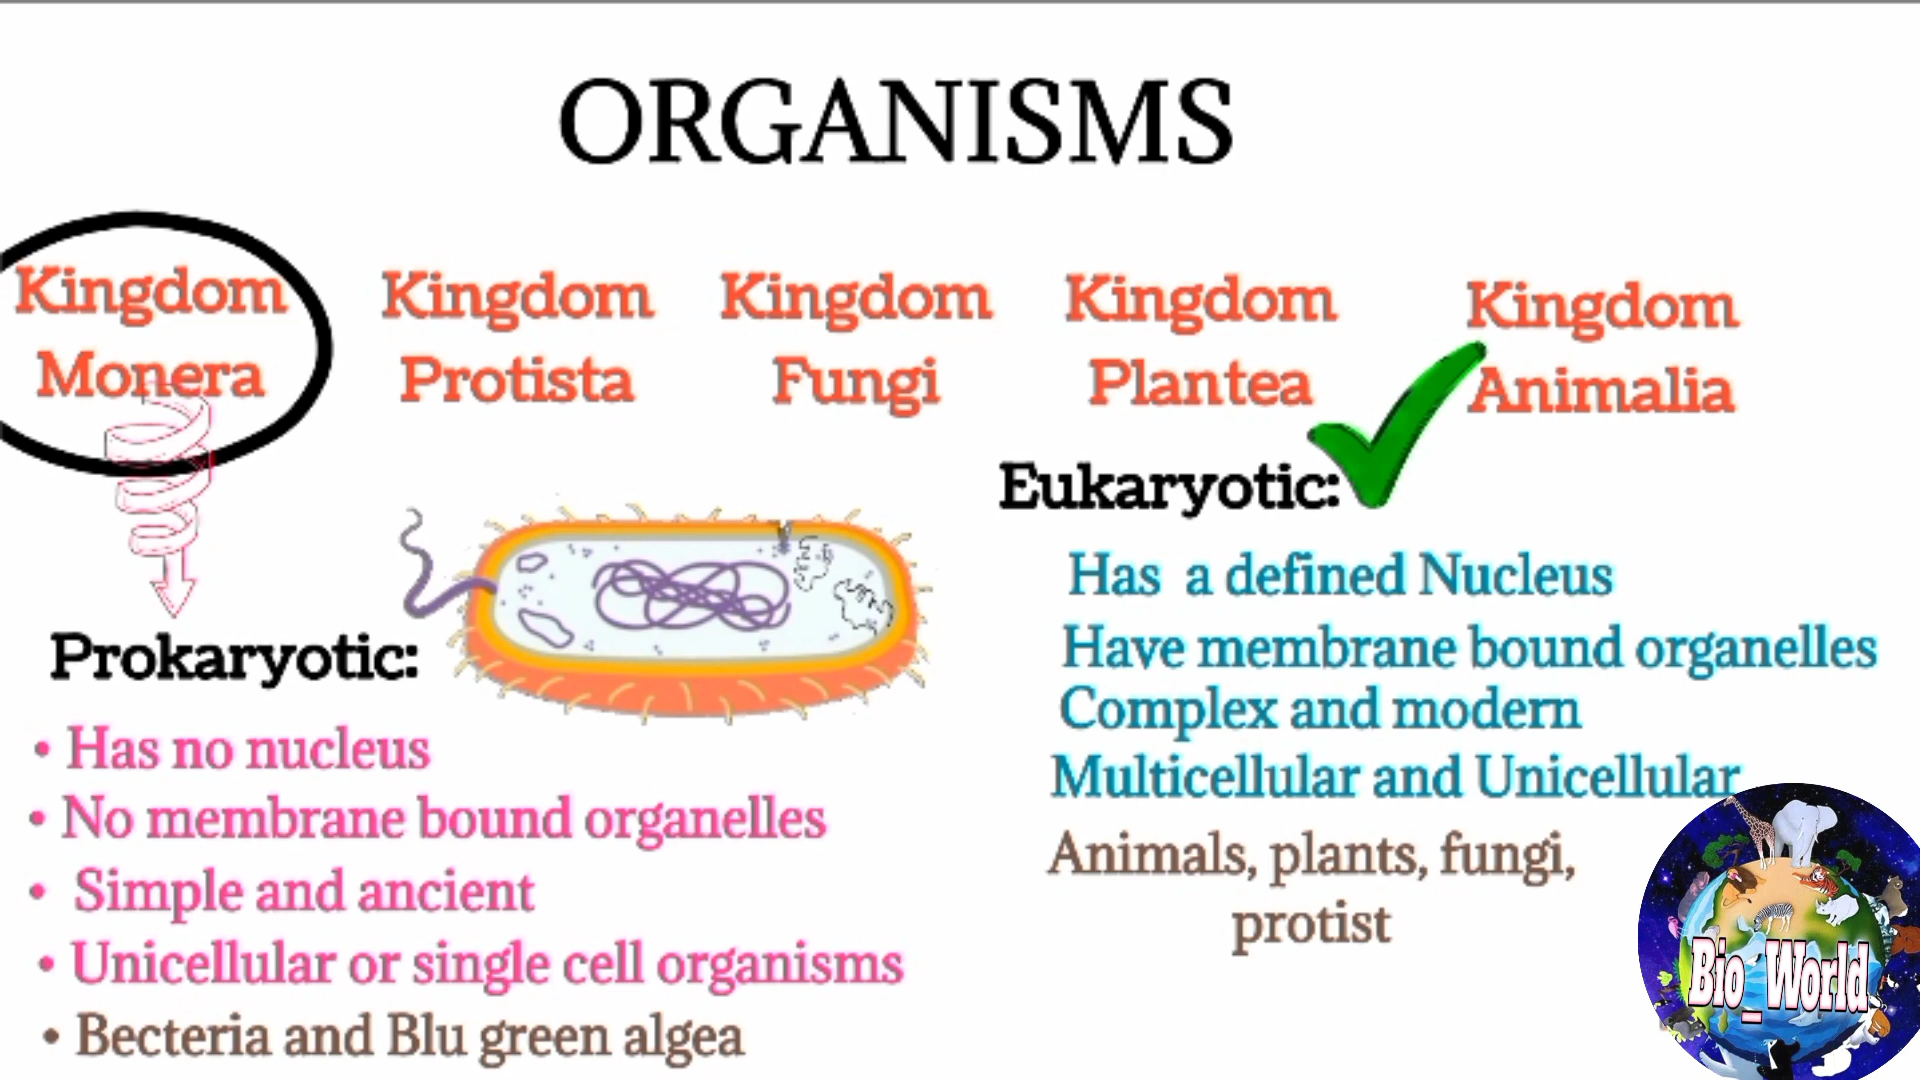 ORGANISMS
Kingdom
Monera
Kingdom
Protista
Kingdom
Fungi
Kingdom
Plantea
Kingdom
Animalia
Prokaryotic:
• Has no nucleus
• No membrane bound organelles
• Simple and ancient
• Unicellular or single cell organisms
• Becteria and Blu green algea
Eukaryotic:
Has a defined Nucleus
Have membrane bound organelles
Complex and modern
Multicellular and Unicellular
Animals, plants, fungi,
protist
Bio_World